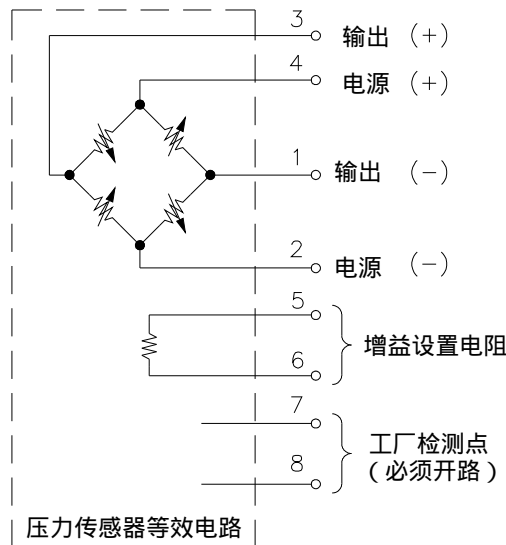 3 输出 (+)
4 电源 (+)
1 输出 (-)
2 电源 (-)
5
增益设置电阻
6
7
工厂检测点
(必须开路)
8
压力传感器等效电路